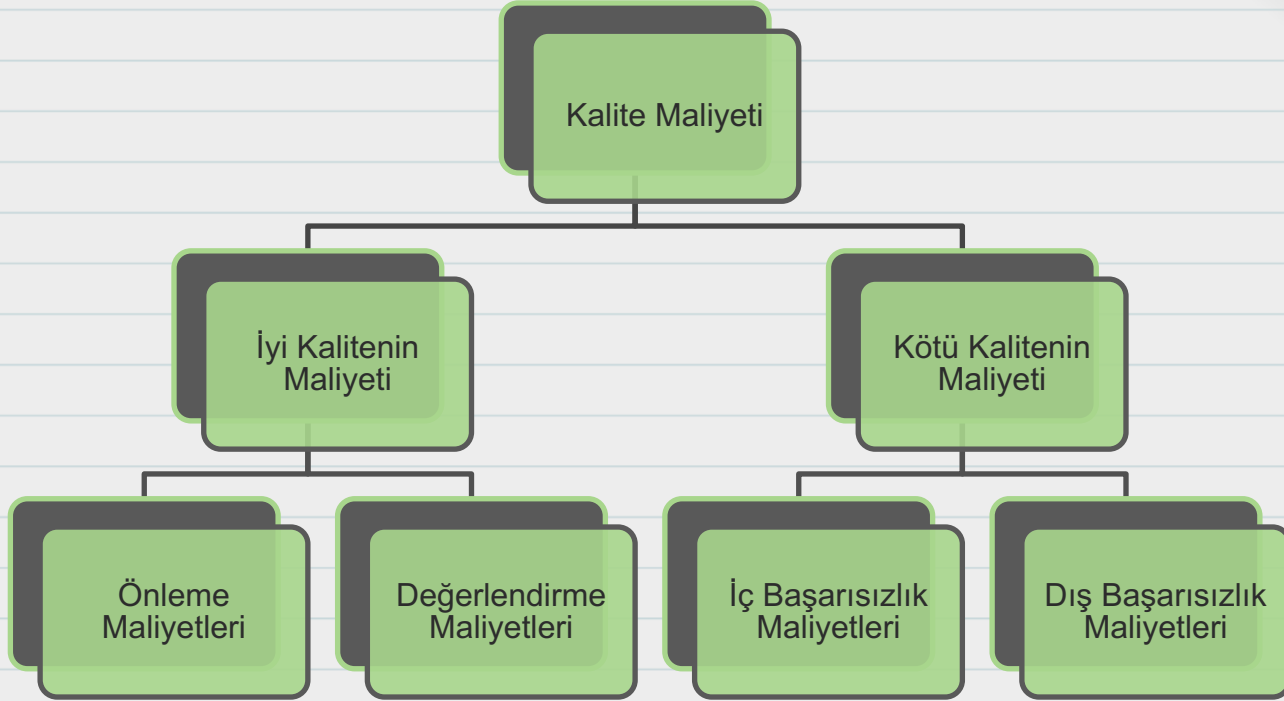 Kalite Maliyeti
İyi Kalitenin
Maliyeti
Kötü Kalitenin
Maliyeti
Önleme
Maliyetleri
Değerlendirme
Maliyetleri
İç Başarısızlık
Maliyetleri
Dış Başarısızlık
Maliyetleri